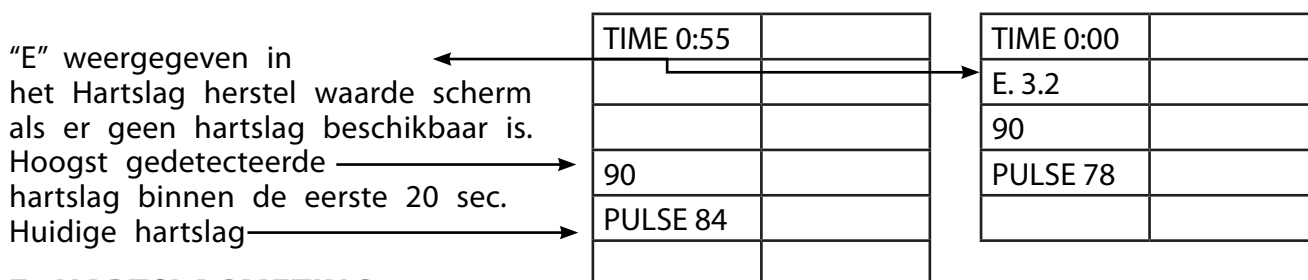 “E” weergegeven in
het Hartslag herstel waarde scherm
als er geen hartslag beschikbaar is.
Hoogst gedetecteerde
hartslag binnen de eerste 20 sec.
Huidige hartslag
TIME 0:55
90
PULSE 84
TIME 0:00
E. 3.2
90
PULSE 78